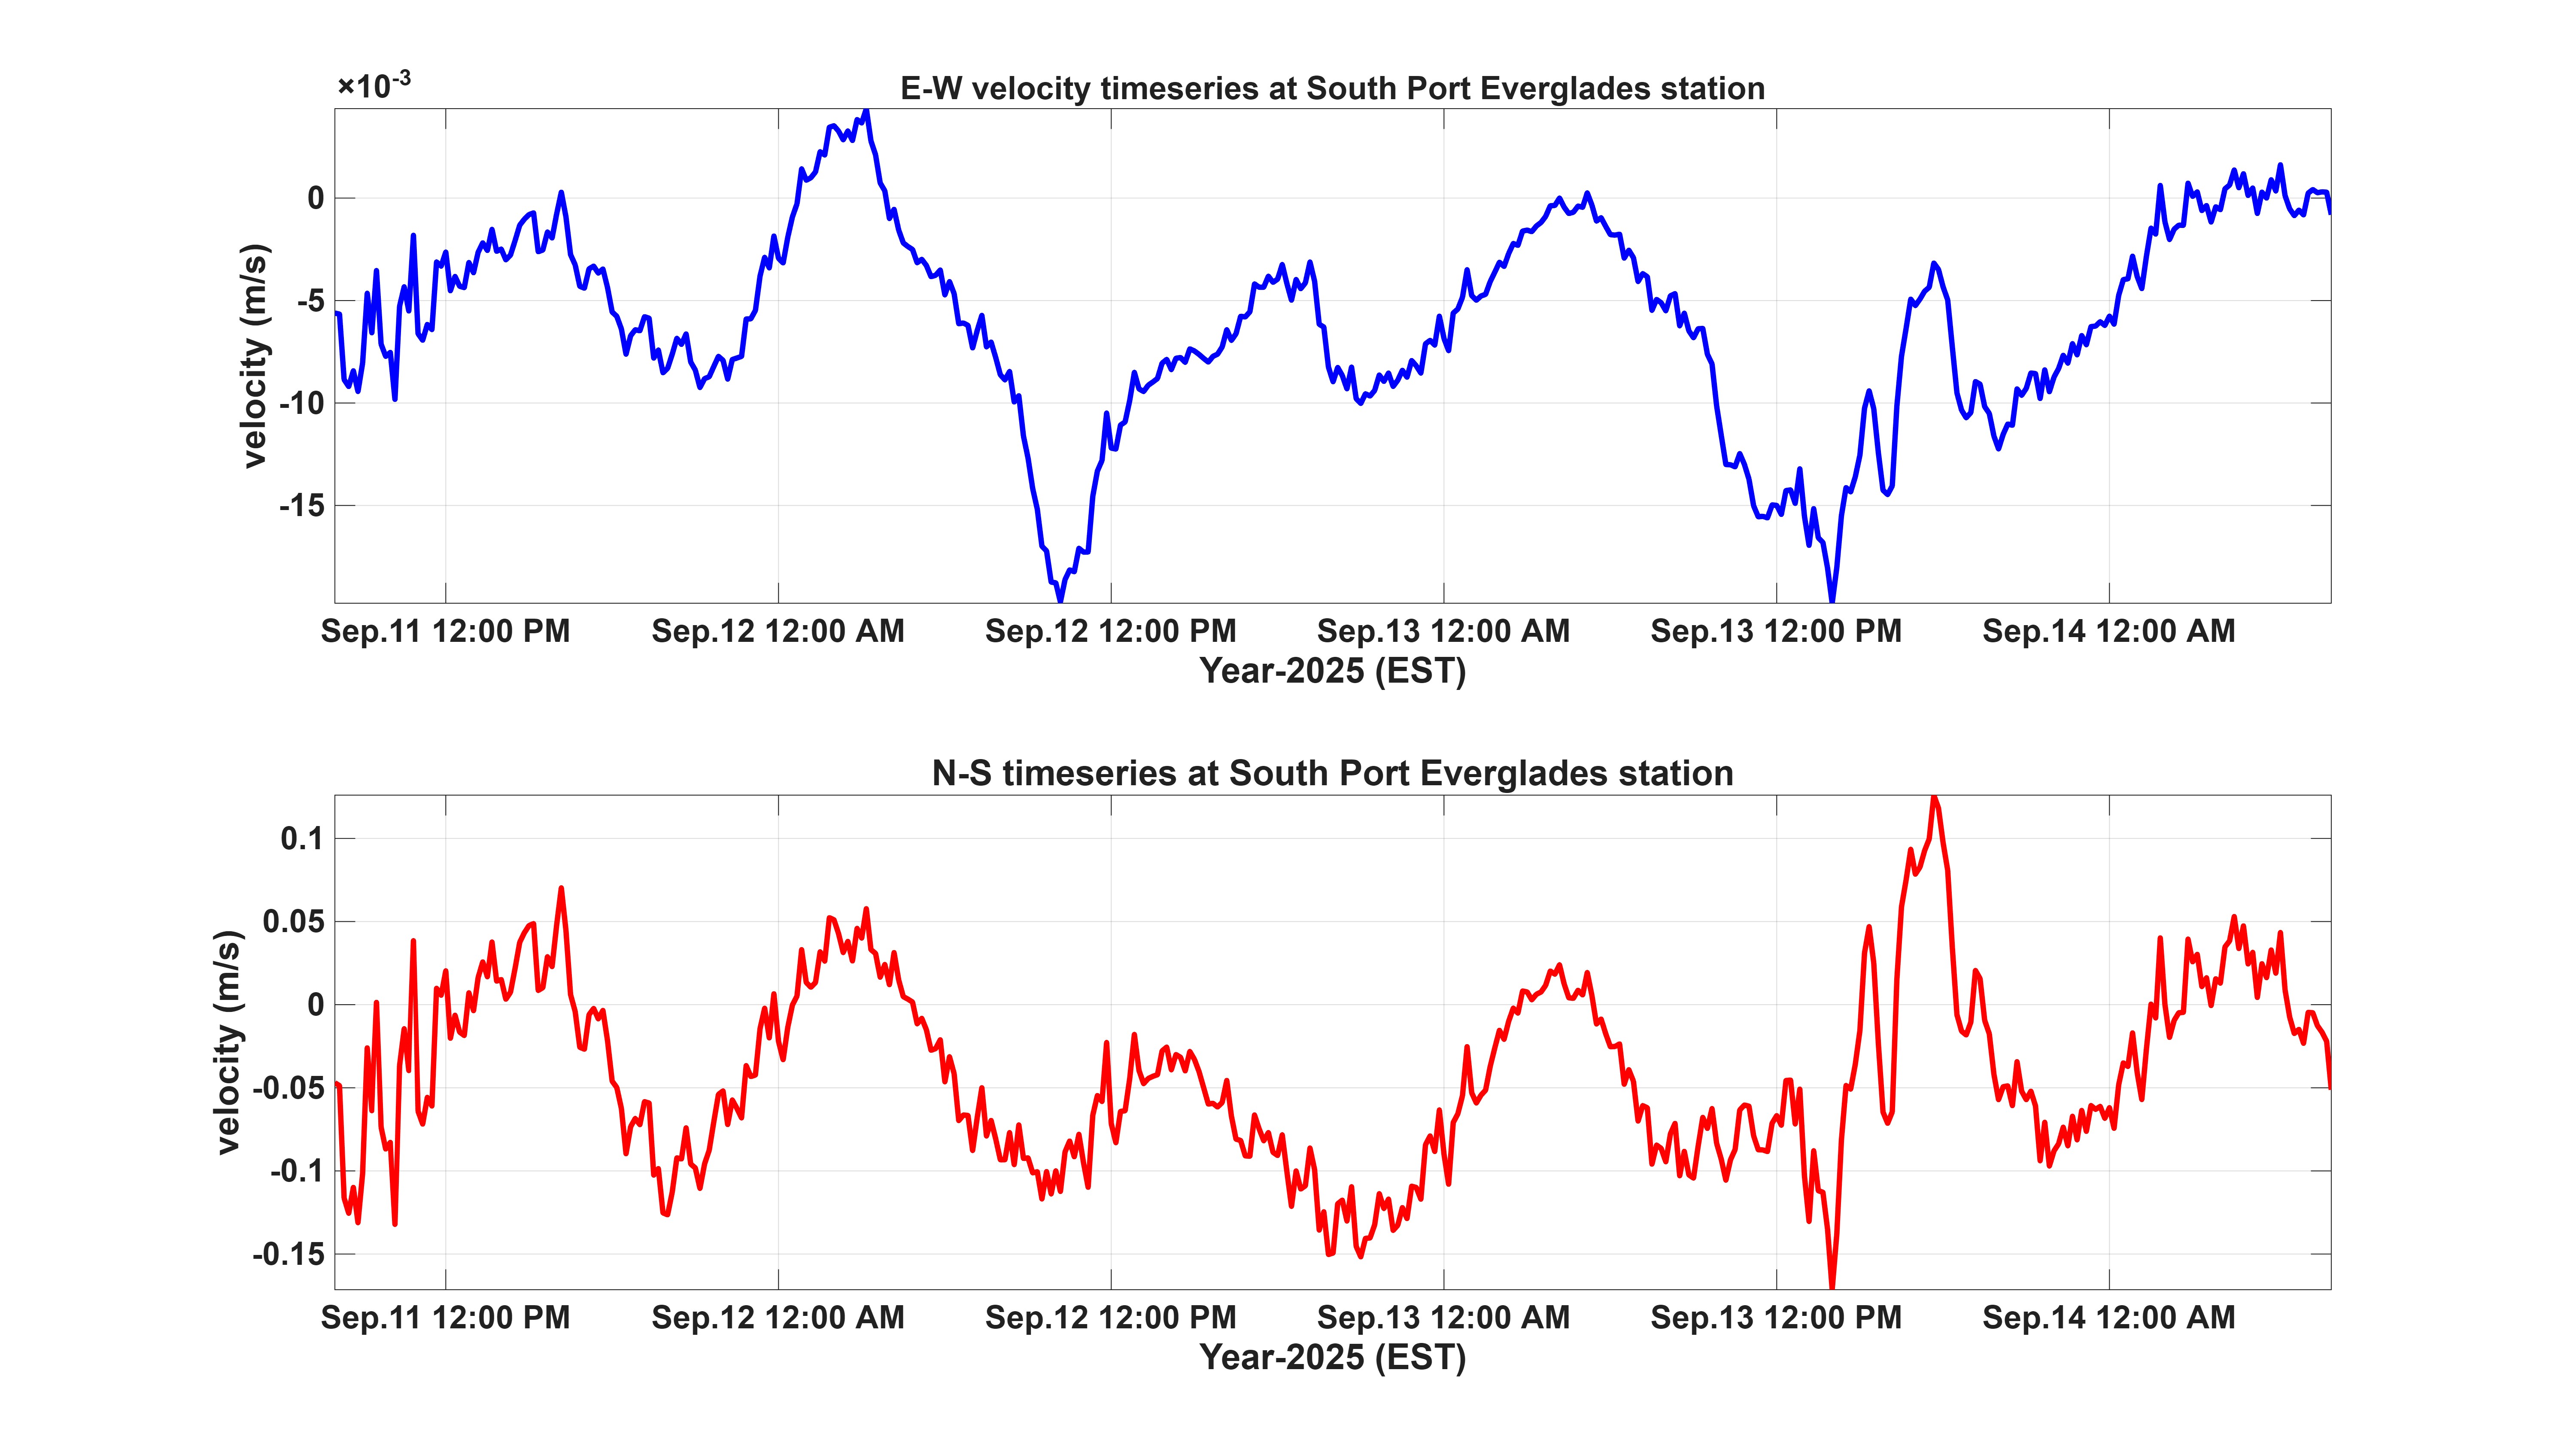 ×10-3
E-W velocity timeseries at South Port Everglades station
velocity (m/s)
0
-5
-10
-15
Sep.11 12:00 PM Sep.12 12:00 AM Sep.12 12:00 PM Sep.13 12:00 AM Sep.13 12:00 PM Sep.14 12:00 AM
Year-2025 (EST)
N-S timeseries at South Port Everglades station
velocity (m/s)
0.1
0.05
0
-0.05
-0.1
-0.15
Sep.11 12:00 PM Sep.12 12:00 AM Sep.12 12:00 PM Sep.13 12:00 AM Sep.13 12:00 PM Sep.14 12:00 AM
Year-2025 (EST)